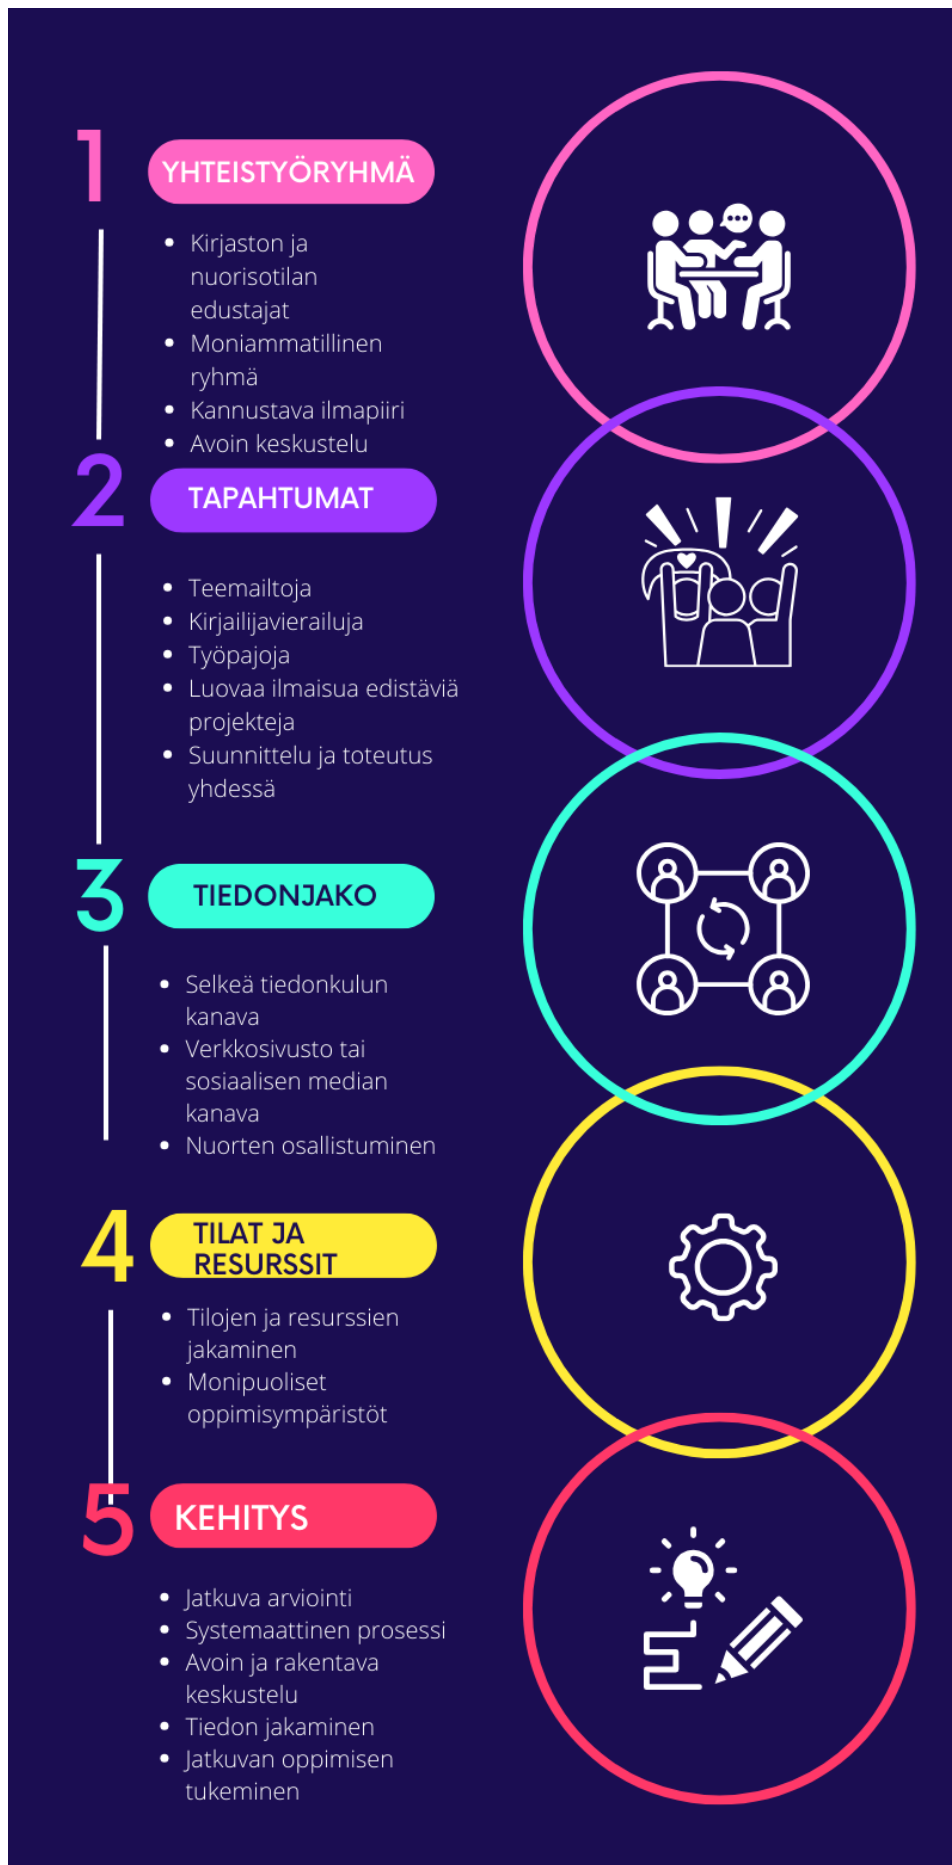 1
YHTEISTYÖRYHMÄ
• Kirjaston ja
nuorisotilan
edustajat
• Moniammatillinen
ryhmä
• Kannustava ilmapiiri
• Avoin keskustelu
2
TAPAHTUMAT
• Teemailtoja
• Kirjailijavierailuja
• Työpajoja
• Luovaa ilmaisua edistäviä
projekteja
• Suunnittelu ja toteutus
yhdessä
3
TIEDONJAKO
• Selkeä tiedonkulun
kanava
• Verkkosivusto tai
sosiaalisen median
kanava
• Nuorten osallistuminen
4
TILAT JA
RESURSSIT
• Tilojen ja resurssien
jakaminen
• Monipuoliset
oppimisympäristöt
5
KEHITYS
• Jatkuva arviointi
• Systemaattinen prosessi
• Avoin ja rakentava
keskustelu
• Tiedon jakaminen
• Jatkuvan oppimisen
tukeminen